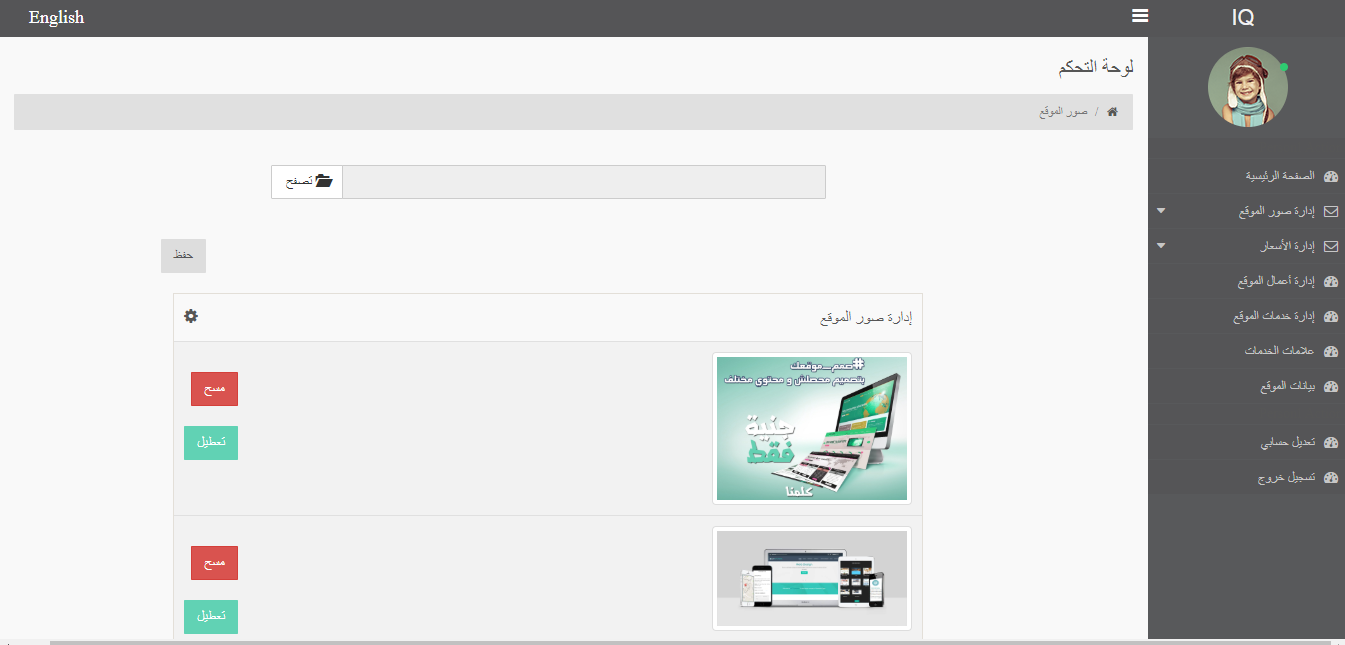 English
IQ
لوحة التحكم
/ صور الموقع
تصفح
حفظ
إدارة صور الموقع
#صمم_موقعك
بتصميم مجعلش و محتوي مختلف
جنية
فقط
كلمنا
مسح
تعطيل
مسح
تعطيل
الصفحة الرئيسية
إدارة صور الموقع
إدارة الأسعار
إدارة أعمال الموقع
إدارة خدمات الموقع
علامات الخدمات
بيانات الموقع
تعديل حسابي
تسجيل خروج